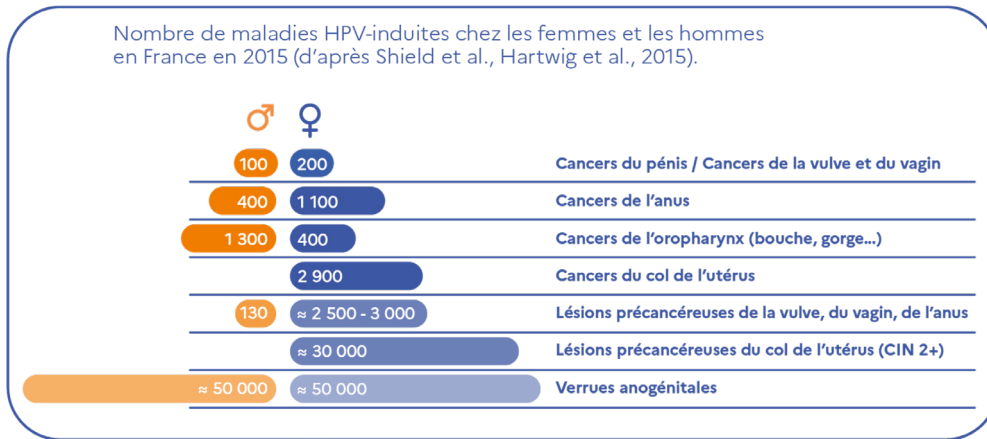 Nombre de maladies HPV-induites chez les femmes et les hommes
en France en 2015 (d’après Shield et al., Hartwig et al., 2015).
♂ ♀
100 200 Cancers du pénis / Cancers de la vulve et du vagin
400 1 100 Cancers de l’anus
1 300 400 Cancers de l’oropharynx (bouche, gorge...)
2 900 Cancers du col de l’utérus
130 ≈ 2 500 - 3 000 Lésions précancéreuses de la vulve, du vagin, de l’anus
≈ 30 000 Lésions précancéreuses du col de l’utérus (CIN 2+)
≈ 50 000 ≈ 50 000 Verrues anogénitales